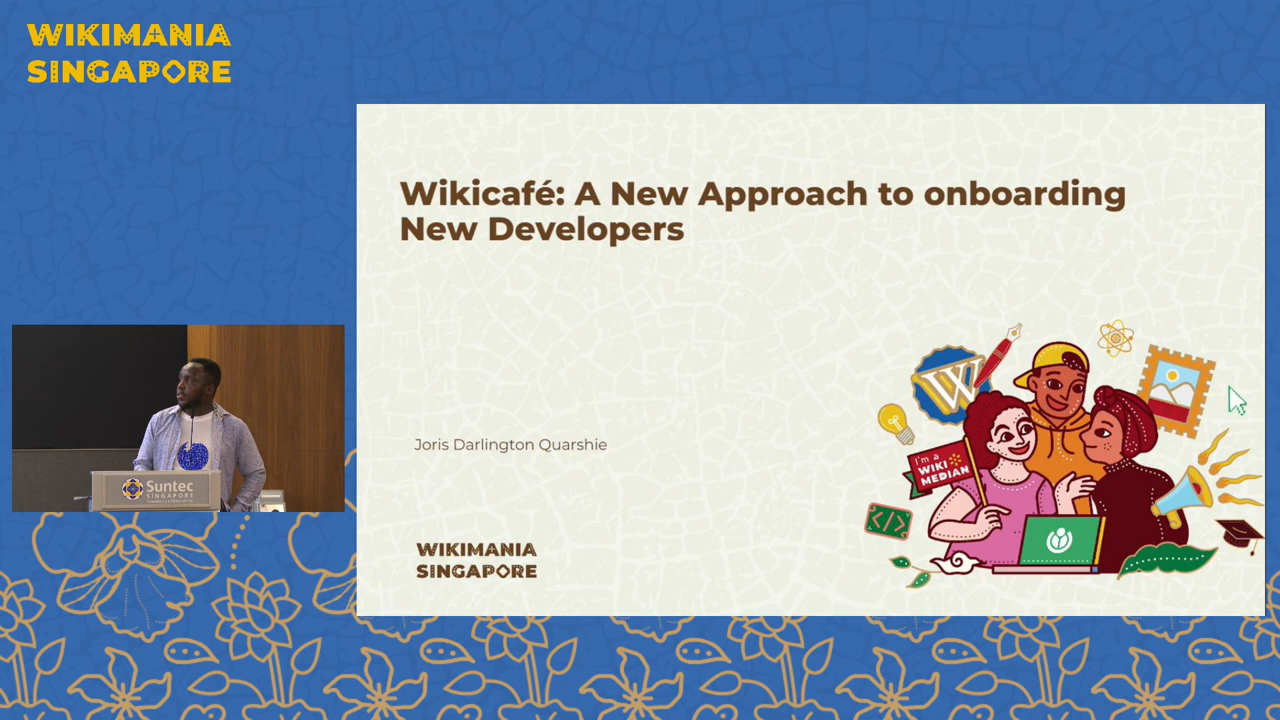 WIKIMANIA
SINGAPORE
Wikicafé: A New Approach to onboarding
New Developers
Joris Darlington Quarshie
W
I'm a
WIKI
MEDIAN
</>
WIKIMANIA
SINGAPORE
Suntec
SINGAPORE